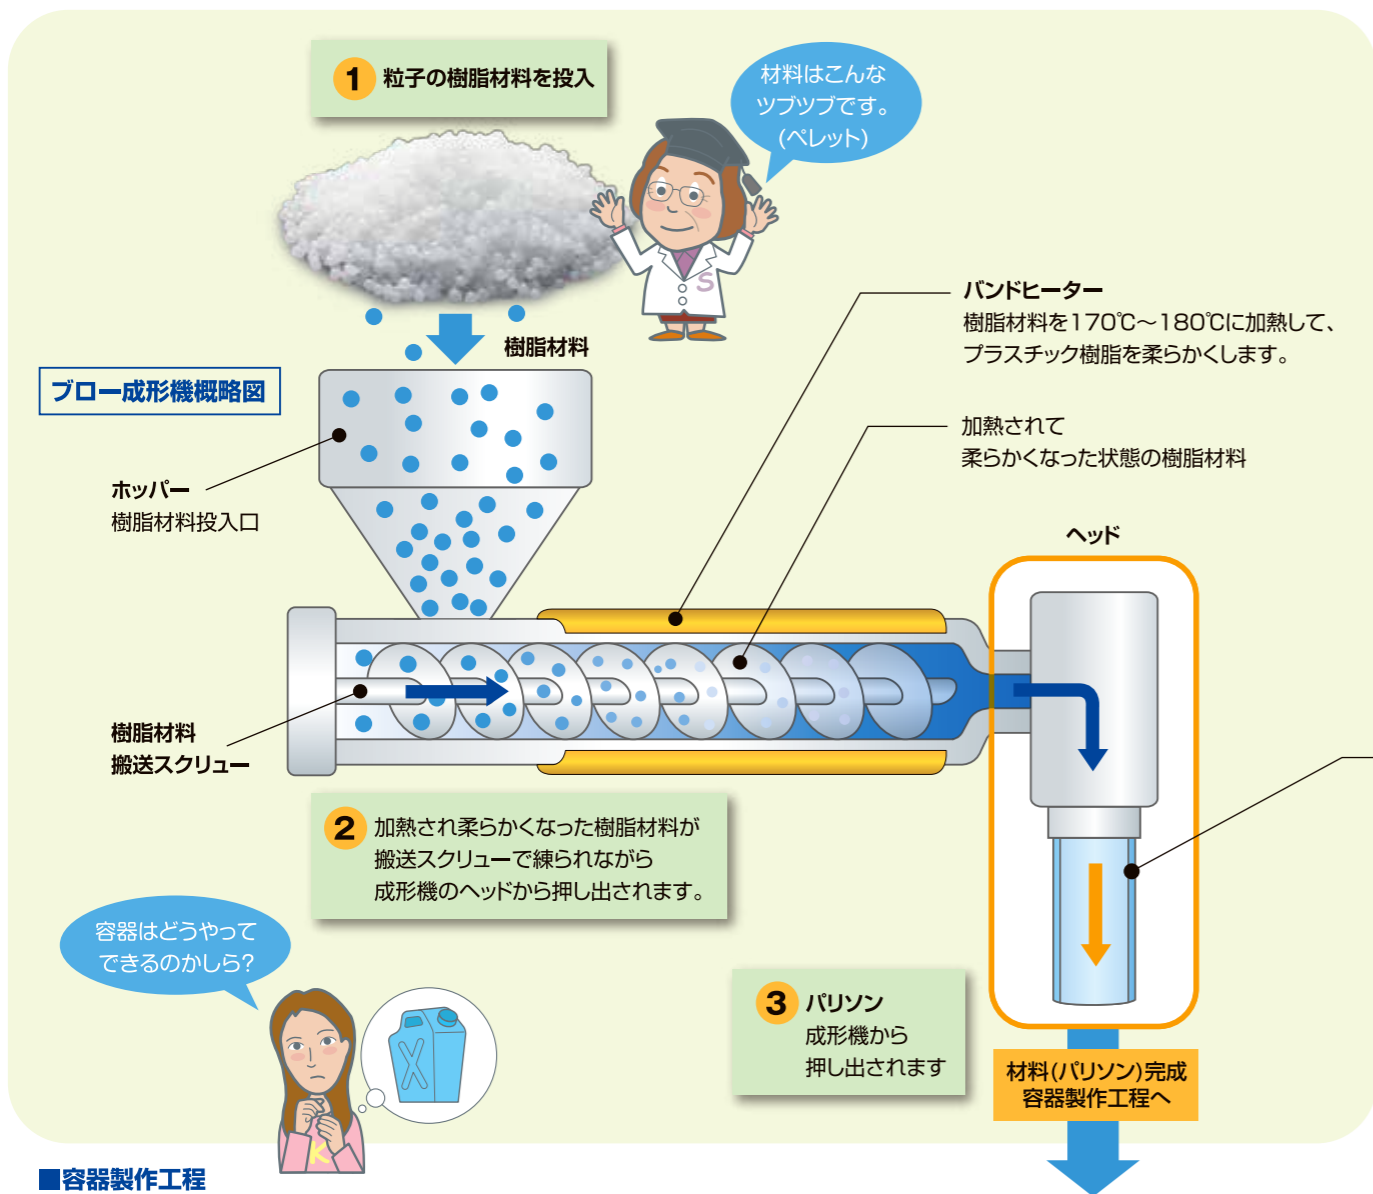 1 粒子の樹脂材料を投入
材料はこんな
ツブツブです。
(ペレット)
S
樹脂材料
ブロー成形機概略図
バンドヒーター
樹脂材料を170℃～180℃に加熱して、
プラスチック樹脂を柔らかくします。
加熱されて
柔らかくなった状態の樹脂材料
ホッパー
樹脂材料投入口
ヘッド
樹脂材料
搬送スクリュー
2 加熱され柔らかくなった樹脂材料が
搬送スクリューで練られながら
成形機のヘッドから押し出されます。
容器はどうやって
できるのかしら?
K
3 パリソン
成形機から
押し出されます
材料(パリソン)完成
容器製作工程へ
■容器製作工程